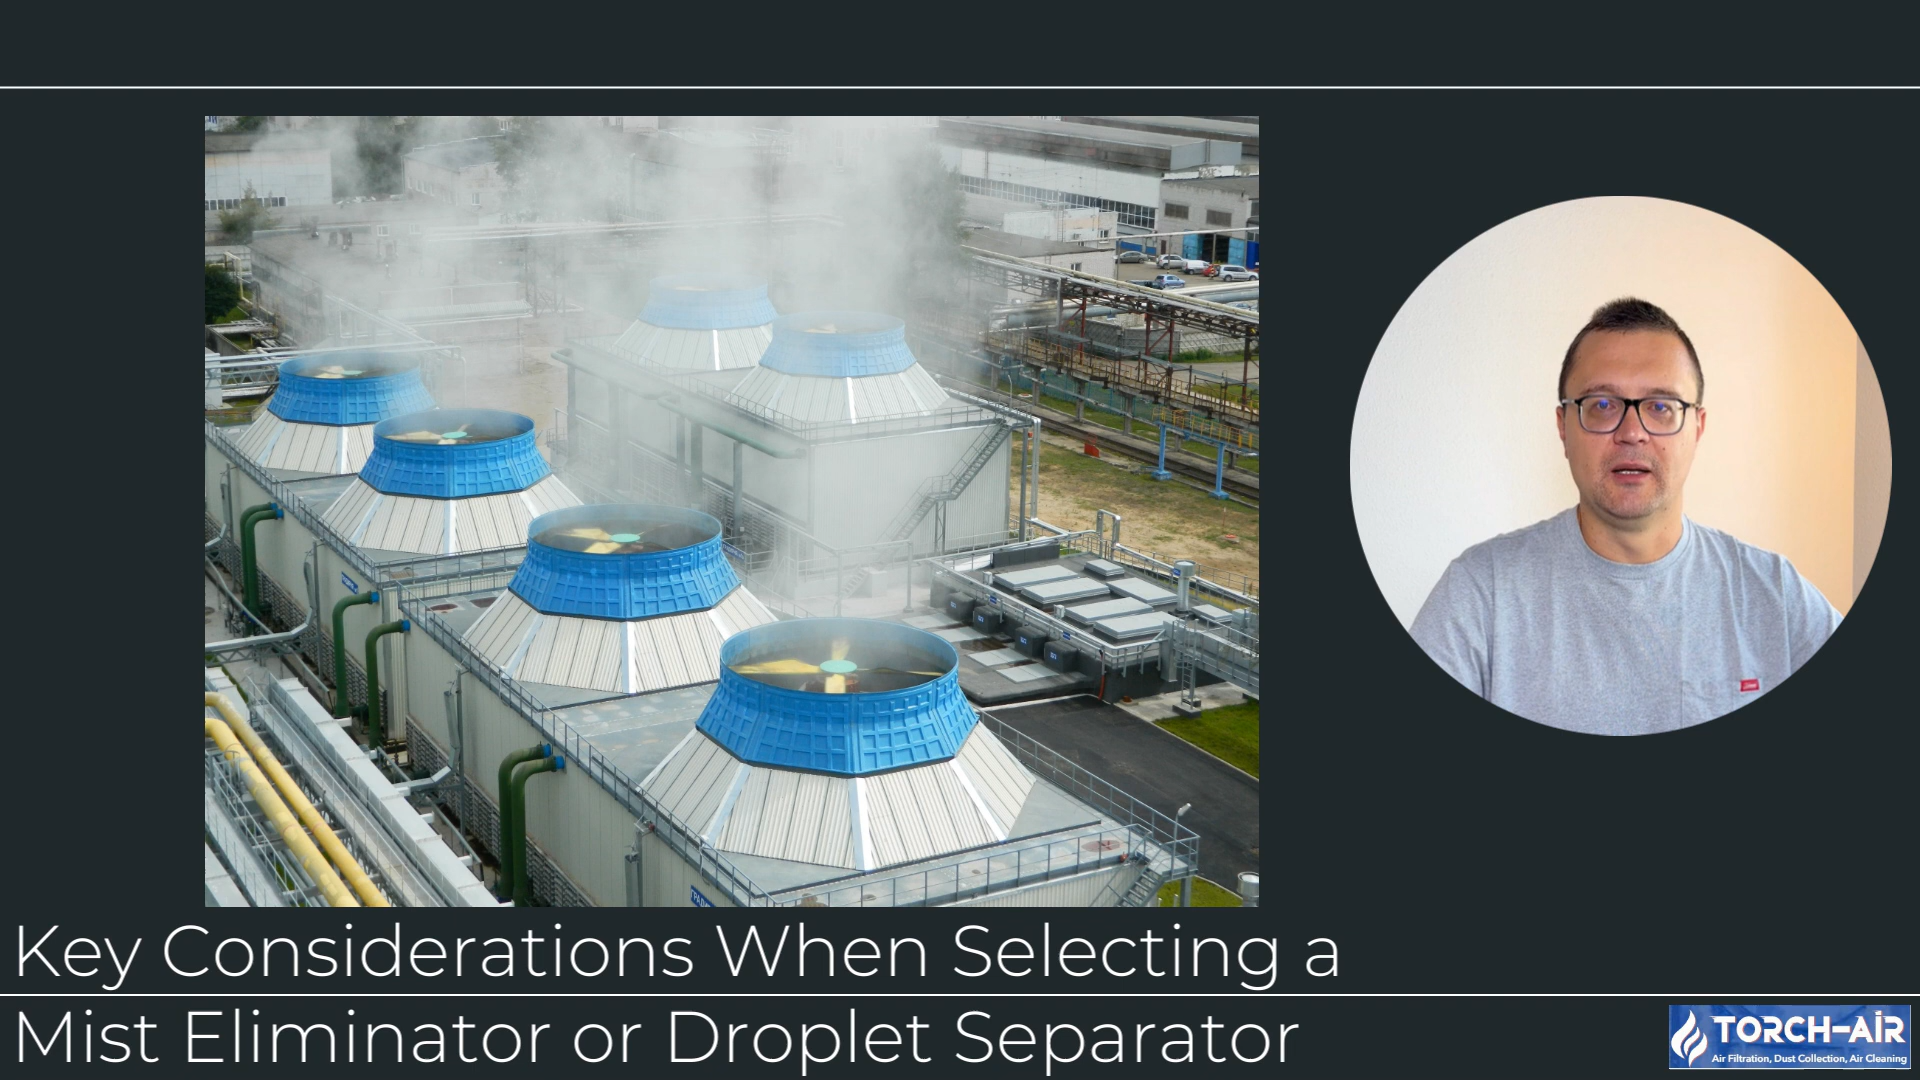 Key Considerations When Selecting a
Mist Eliminator or Droplet Separator
TORCH-AIR
Air Filtration, Dust Collection, Air Cleaning